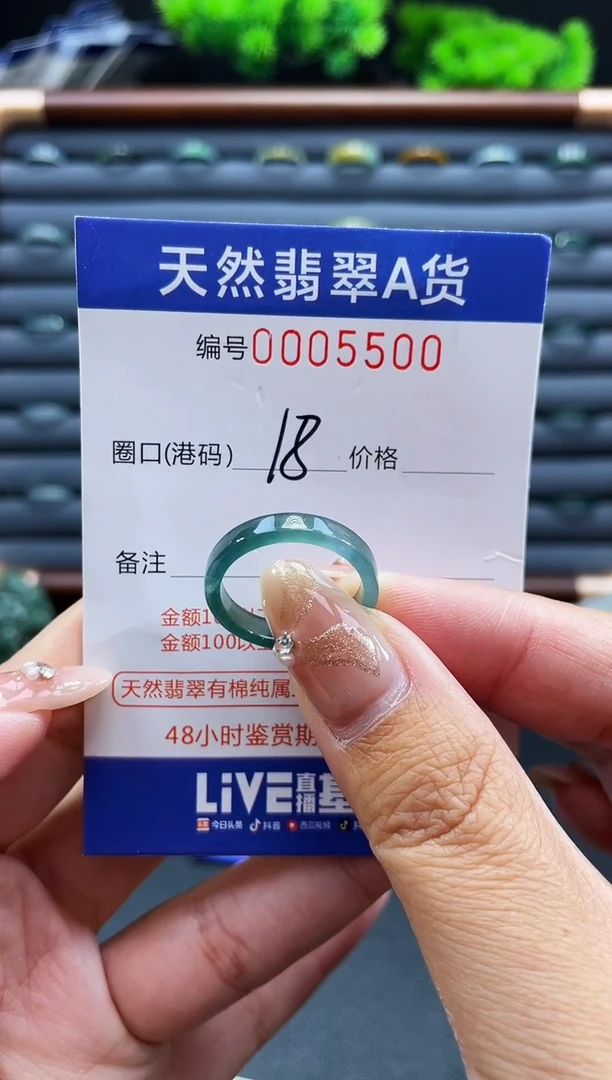 天然翡翠A货
编号0005500
圈口(港码) 18 价格
备注
金额10
金额100以
天然翡翠有棉纯属
48小时鉴赏期
LiVE直播基
今日头条 抖音 西瓜视频